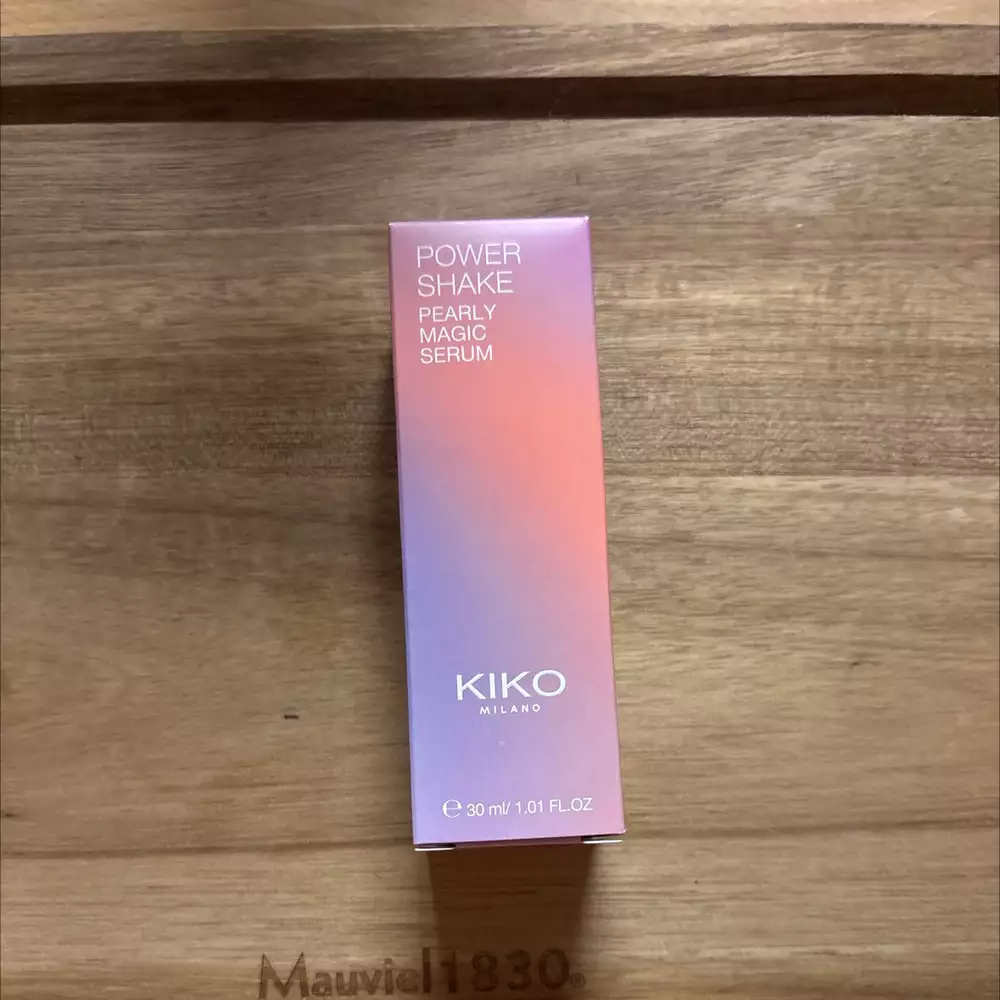 POWER
SHAKE
PEARLY
MAGIC
SERUM
KIKO
MILANO
℮ 30 ml/ 1.01 FL.OZ
Mauviel1830®